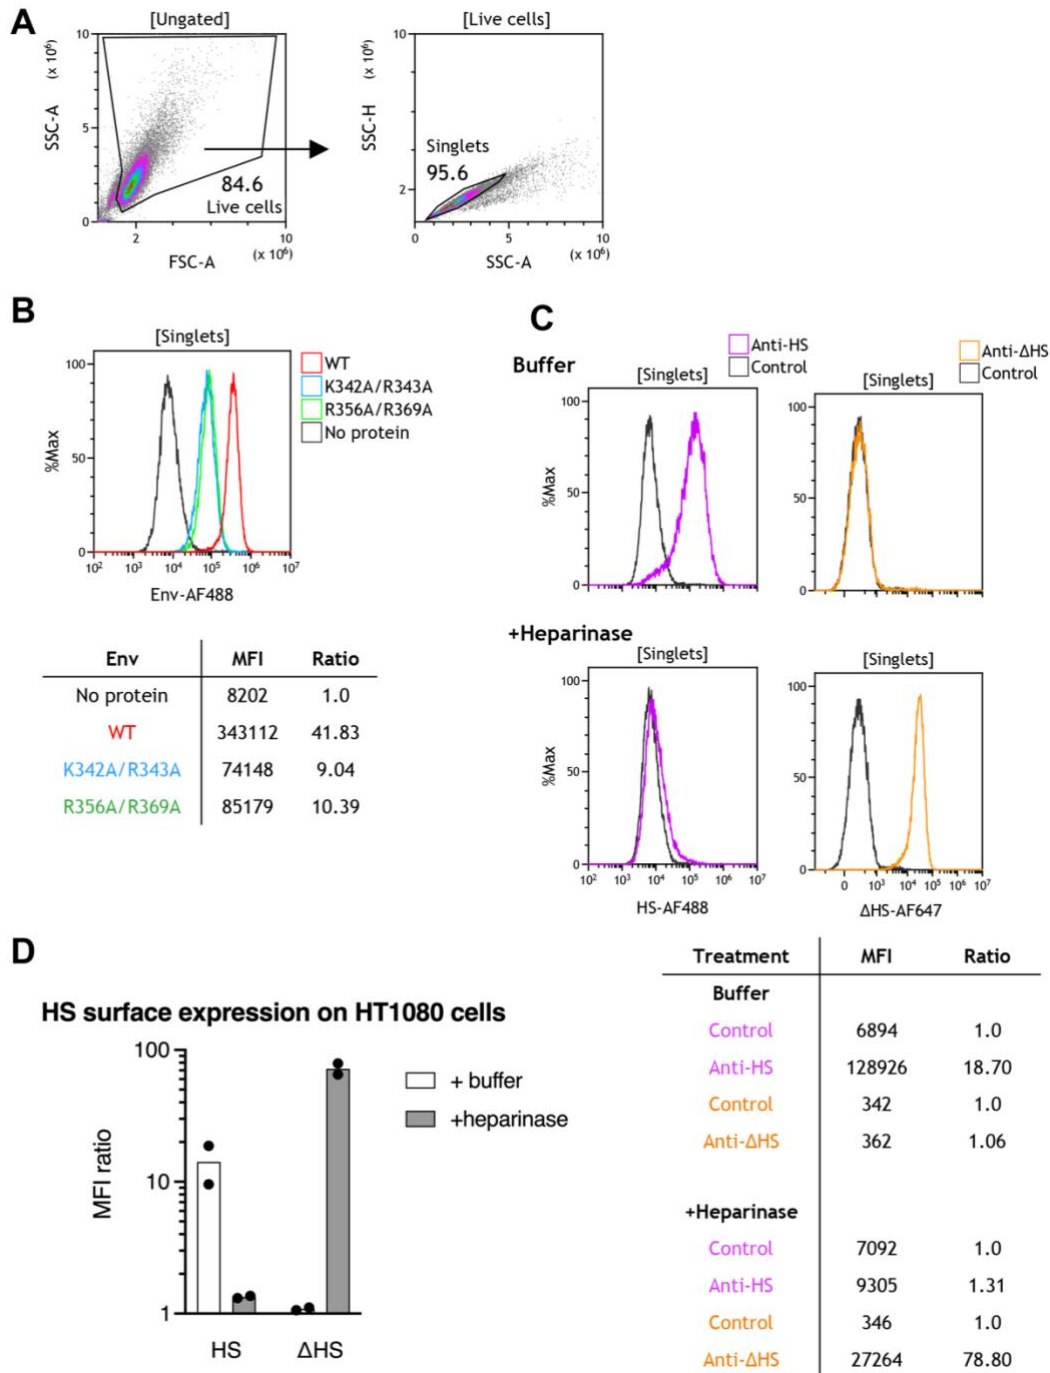 A
[Ungated]
[Live cells]
10
(x 10⁶)
SSC-A
5
0
2
10
(x 10⁶)
FSC-A
84.6
Live cells
10
(x 10⁶)
SSC-H
2
0
5
10
(x 10⁶)
SSC-A
Singlets
95.6
B
[Singlets]
100
%Max
50
0
10² 10³ 10⁴ 10⁵ 10⁶ 10⁷
Env-AF488
WT
K342A/R343A
R356A/R369A
No protein
Env MFI Ratio
No protein 8202 1.0
WT 343112 41.83
K342A/R343A 74148 9.04
R356A/R369A 85179 10.39
C
Buffer
Anti-HS
Control
[Singlets]
100
%Max
50
0
Anti-ΔHS
Control
[Singlets]
100
50
0
+Heparinase
[Singlets]
100
%Max
50
0
10² 10³ 10⁴ 10⁵ 10⁶ 10⁷
HS-AF488
[Singlets]
100
50
0
0 10³ 10⁴ 10⁵ 10⁶ 10⁷
ΔHS-AF647
D
HS surface expression on HT1080 cells
100
10
1
MFI ratio
HS ΔHS
+ buffer
+heparinase
Treatment MFI Ratio
Buffer
Control 6894 1.0
Anti-HS 128926 18.70
Control 342 1.0
Anti-ΔHS 362 1.06
+Heparinase
Control 7092 1.0
Anti-HS 9305 1.31
Control 346 1.0
Anti-ΔHS 27264 78.80